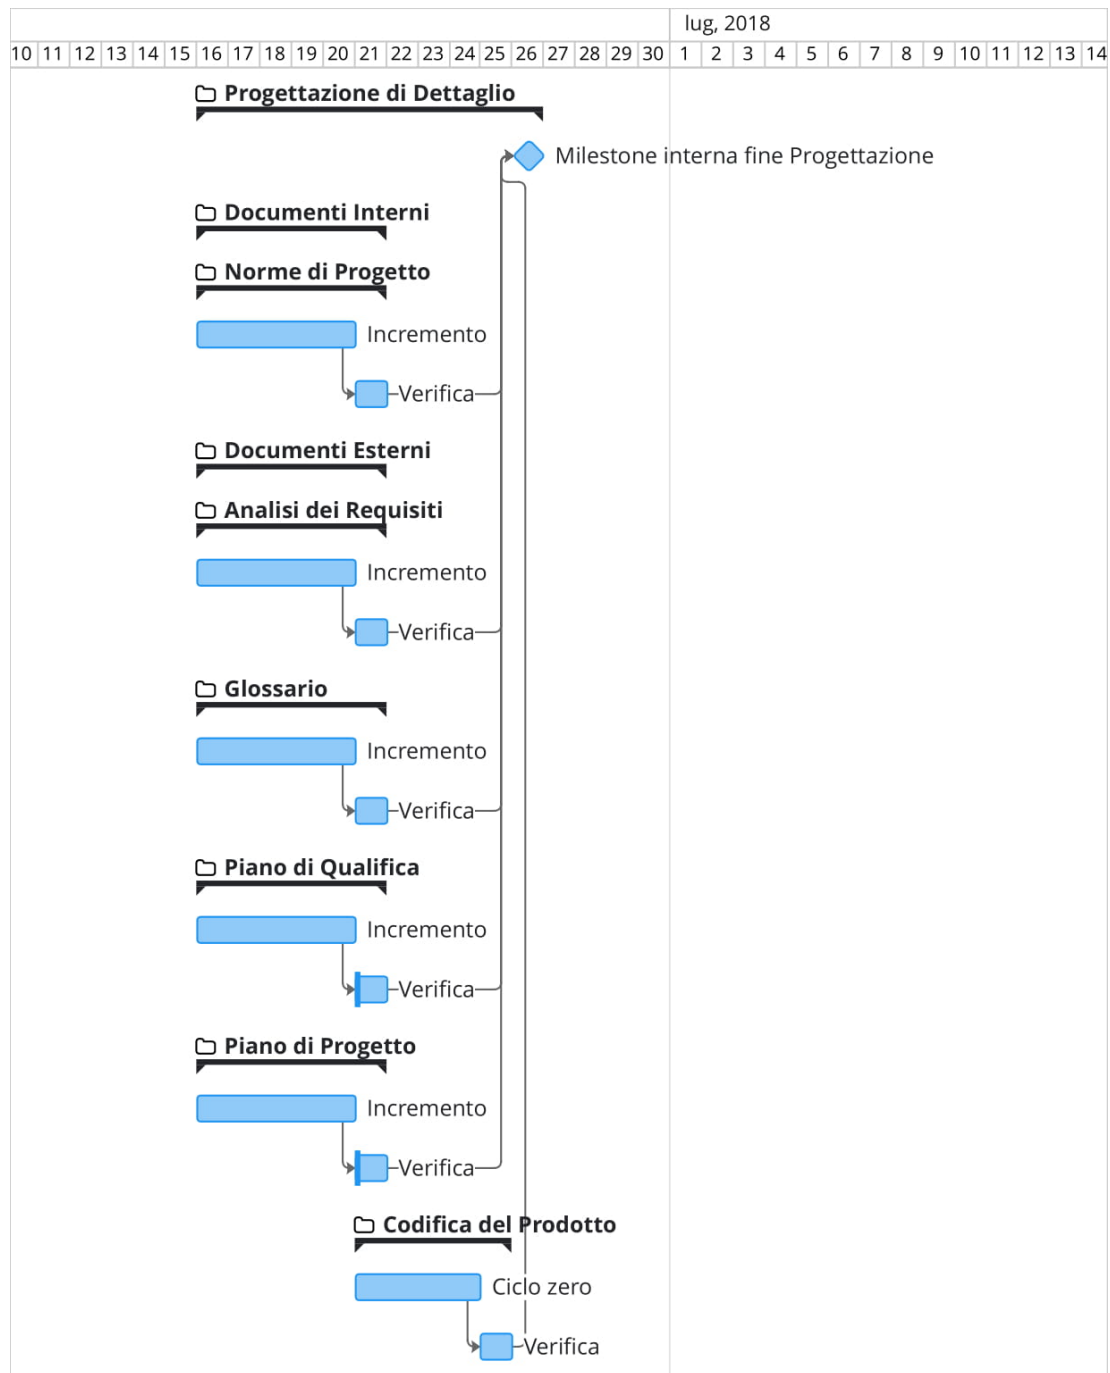 lug, 2018
10 11 12 13 14 15 16 17 18 19 20 21 22 23 24 25 26 27 28 29 30 1 2 3 4 5 6 7 8 9 10 11 12 13 14
Progettazione di Dettaglio
Milestone interna fine Progettazione
Documenti Interni
Norme di Progetto
Incremento
Verifica
Documenti Esterni
Analisi dei Requisiti
Incremento
Verifica
Glossario
Incremento
Verifica
Piano di Qualifica
Incremento
Verifica
Piano di Progetto
Incremento
Verifica
Codifica del Prodotto
Ciclo zero
Verifica